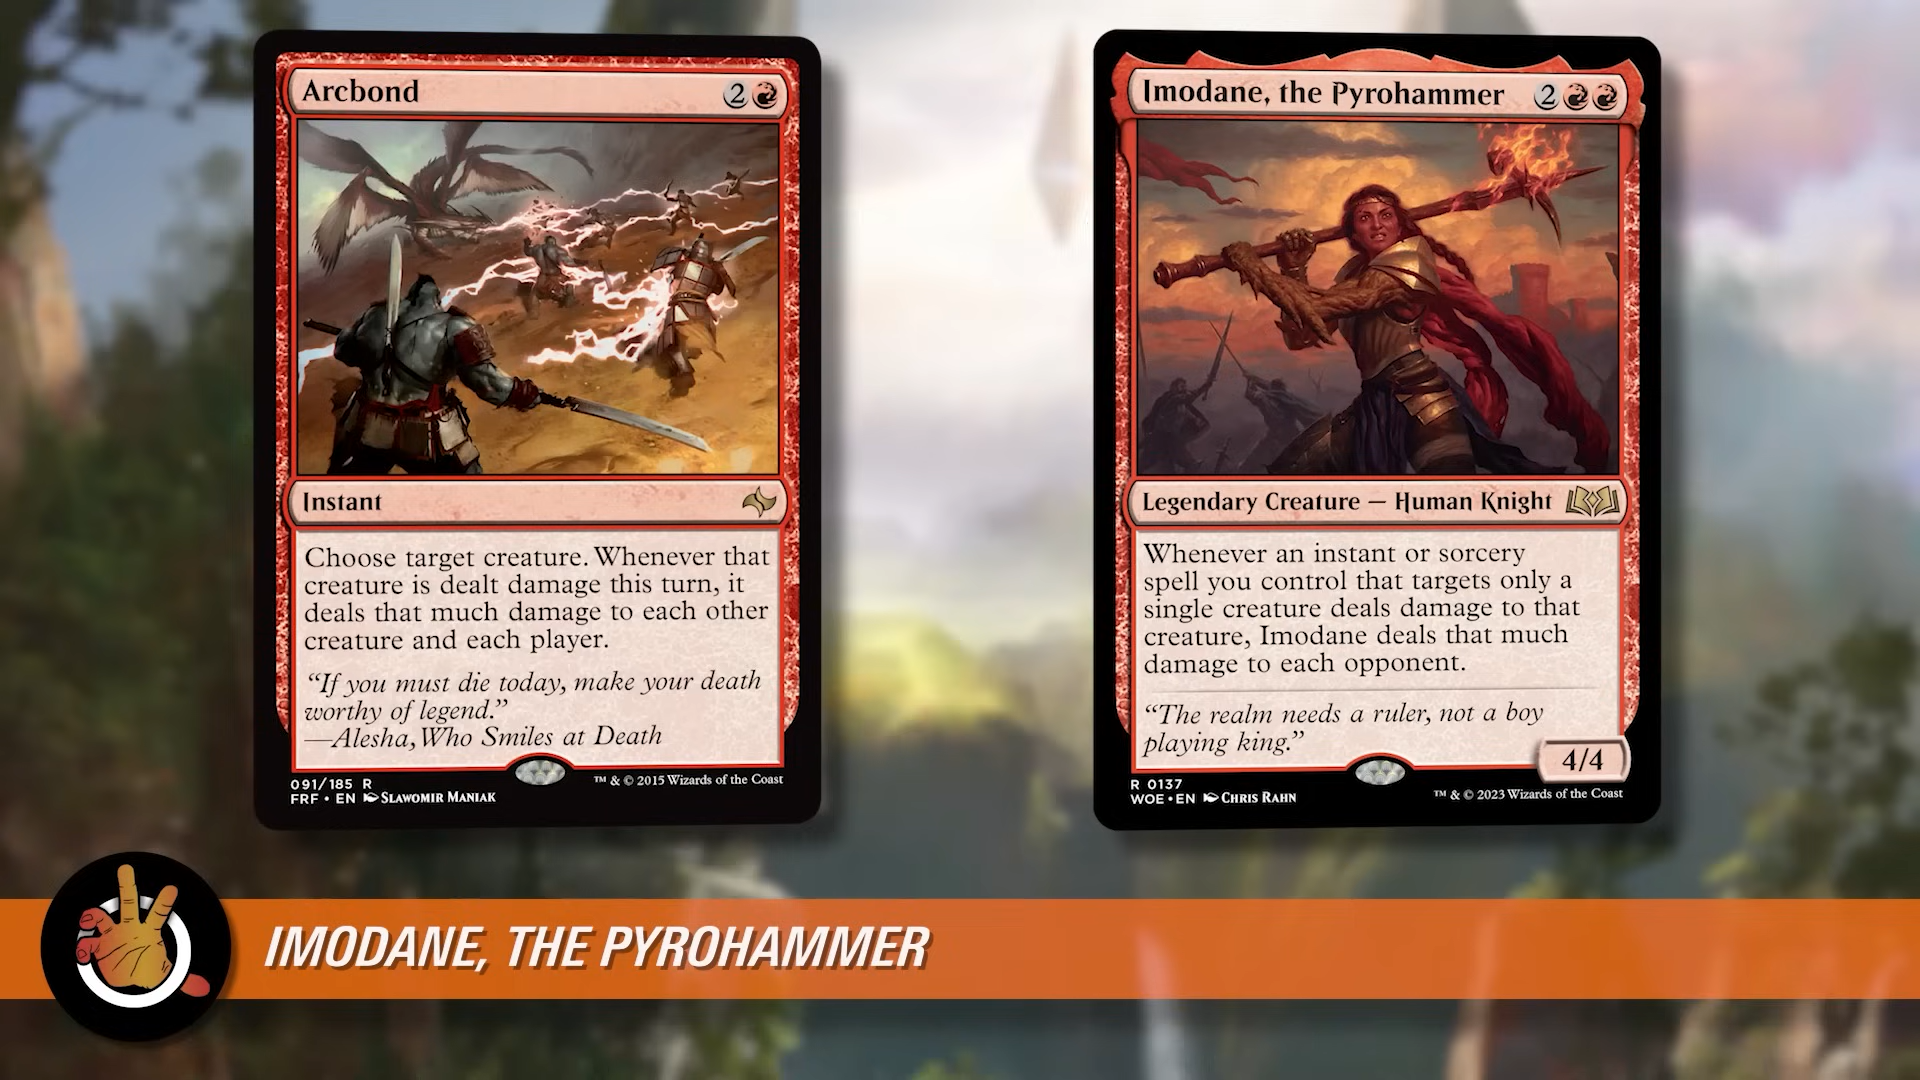 Arcbond 2
Instant
Choose target creature. Whenever that
creature is dealt damage this turn, it
deals that much damage to each other
creature and each player.
“If you must die today, make your death
worthy of legend.”
—Alesha, Who Smiles at Death
091/185 R
FRF • EN Slawomir Maniak
™ & © 2015 Wizards of the Coast
Imodane, the Pyrohammer 2
Legendary Creature — Human Knight
Whenever an instant or sorcery
spell you control that targets only a
single creature deals damage to that
creature, Imodane deals that much
damage to each opponent.
“The realm needs a ruler, not a boy
playing king.”
4/4
R 0137
WOE • EN Chris Rahn
™ & © 2023 Wizards of the Coast
IMODANE, THE PYROHAMMER